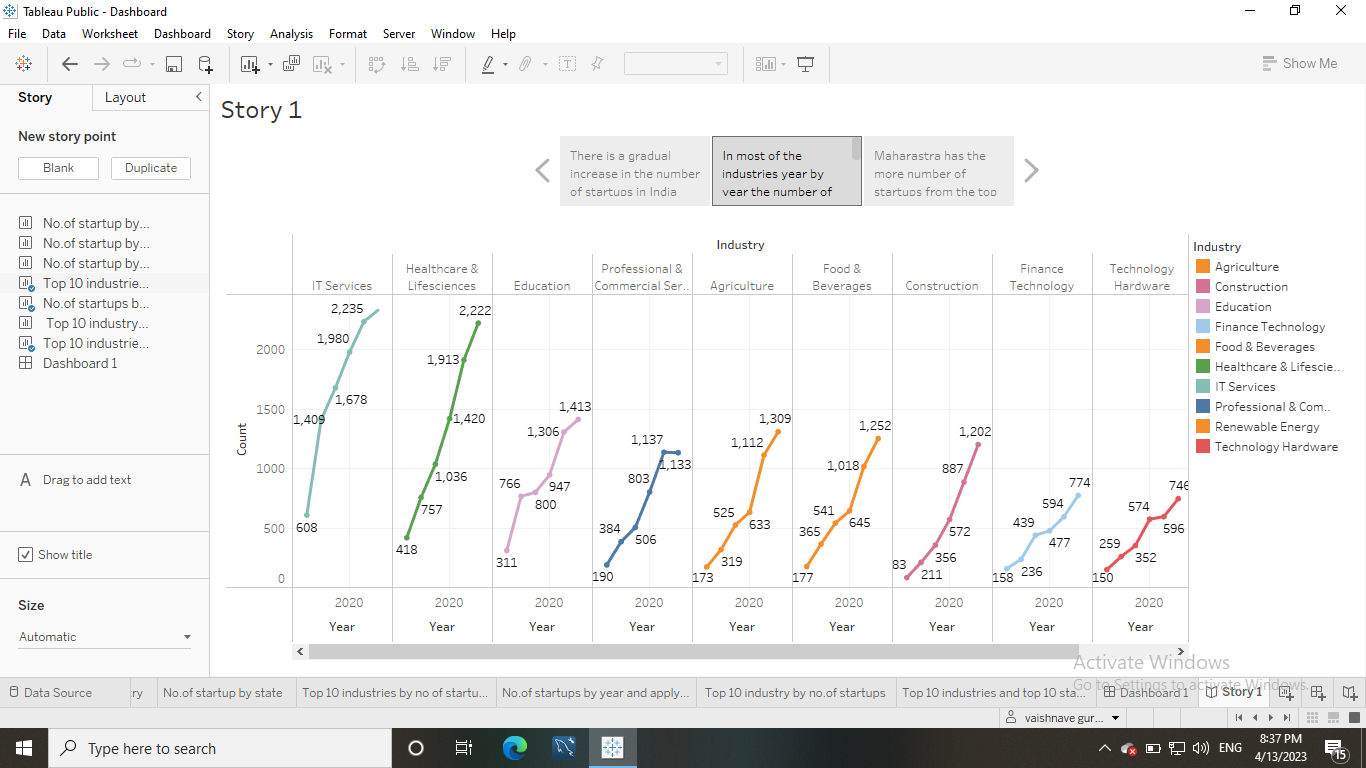 Tableau Public - Dashboard
File Data Worksheet Dashboard Story Analysis Format Server Window Help
Show Me
Story Layout
New story point
Blank Duplicate
No.of startup by...
No.of startup by...
No.of startup by...
Top 10 industrie...
No.of startups b...
Top 10 industry...
Top 10 industrie...
Dashboard 1
A Drag to add text
Show title
Size
Automatic
Story 1
There is a gradual
increase in the number
of startups in India
In most of the
industries year by
year the number of
Maharastra has the
more number of
startups from the top
Industry
IT Services
Healthcare &
Lifesciences
Education
Professional &
Commercial Ser..
Agriculture
Food &
Beverages
Construction
Finance
Technology
Technology
Hardware
Count
2000
1500
1000
500
0
2,235
1,980
1,678
1,409
608
2,222
1,913
1,420
1,036
757
418
1,413
1,306
947
800
766
311
1,137
1,133
803
506
384
190
1,309
1,112
633
525
319
173
1,252
1,018
645
541
365
177
1,202
887
572
356
211
83
774
594
477
439
236
158
746
596
574
352
259
150
2020 2020 2020 2020 2020 2020 2020 2020 2020
Year Year Year Year Year Year Year Year Year
Industry
Agriculture
Construction
Education
Finance Technology
Food & Beverages
Healthcare & Lifescie..
IT Services
Professional & Com..
Renewable Energy
Technology Hardware
Activate Windows
Go to Settings to activate Windows.
Data Source ry No.of startup by state Top 10 industries by no of startu... No.of startups by year and apply... Top 10 industry by no.of startups Top 10 industries and top 10 sta... Dashboard 1 Story 1
vaishnave gur...
Type here to search
ENG
8:37 PM
4/13/2023
15